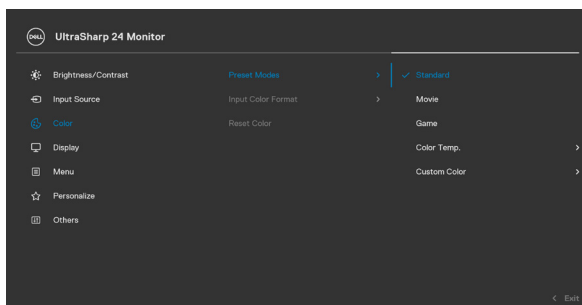 DELL UltraSharp 24 Monitor
Brightness/Contrast Preset Modes > ✓ Standard
Input Source Input Color Format > Movie
Color Reset Color Game
Display Color Temp. >
Menu Custom Color >
Personalize
Others
< Exit